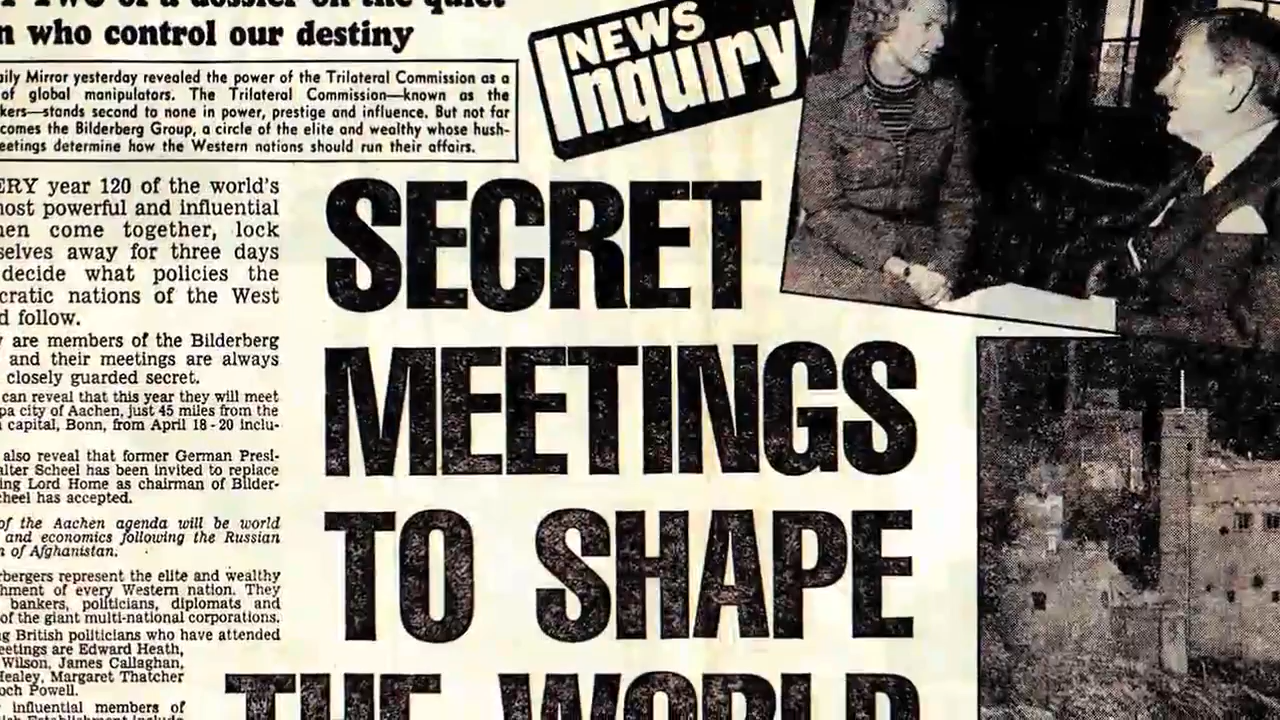 TWO of a dossier on the quiet
who control our destiny
NEWS
Inquiry
aily Mirror yesterday revealed the power of the Trilateral Commission as a
of global manipulators. The Trilateral Commission—known as the
kers—stands second to none in power, prestige and influence. But not far
comes the Bilderberg Group, a circle of the elite and wealthy whose hush-
eetings determine how the Western nations should run their affairs.
ERY year 120 of the world's
most powerful and influential
men come together, lock
selves away for three days
decide what policies the
cratic nations of the West
d follow.
are members of the Bilderberg
and their meetings are always
closely guarded secret.
can reveal that this year they will meet
pa city of Aachen, just 45 miles from the
capital, Bonn, from April 18-20 inclu-
also reveal that former German Presi-
alter Scheel has been invited to replace
ing Lord Home as chairman of Bilder-
cheel has accepted.
of the Aachen agenda will be world
and economics following the Russian
n of Afghanistan.
rbergers represent the elite and wealthy
hment of every Western nation. They
bankers, politicians, diplomats and
of the giant multi-national corporations.
ng British politicians who have attended
eetings are Edward Heath,
Wilson, James Callaghan,
Healey, Margaret Thatcher
och Powell.
influential members of
Establishment include
SECRET
MEETINGS
TO SHAPE
THE WORLD